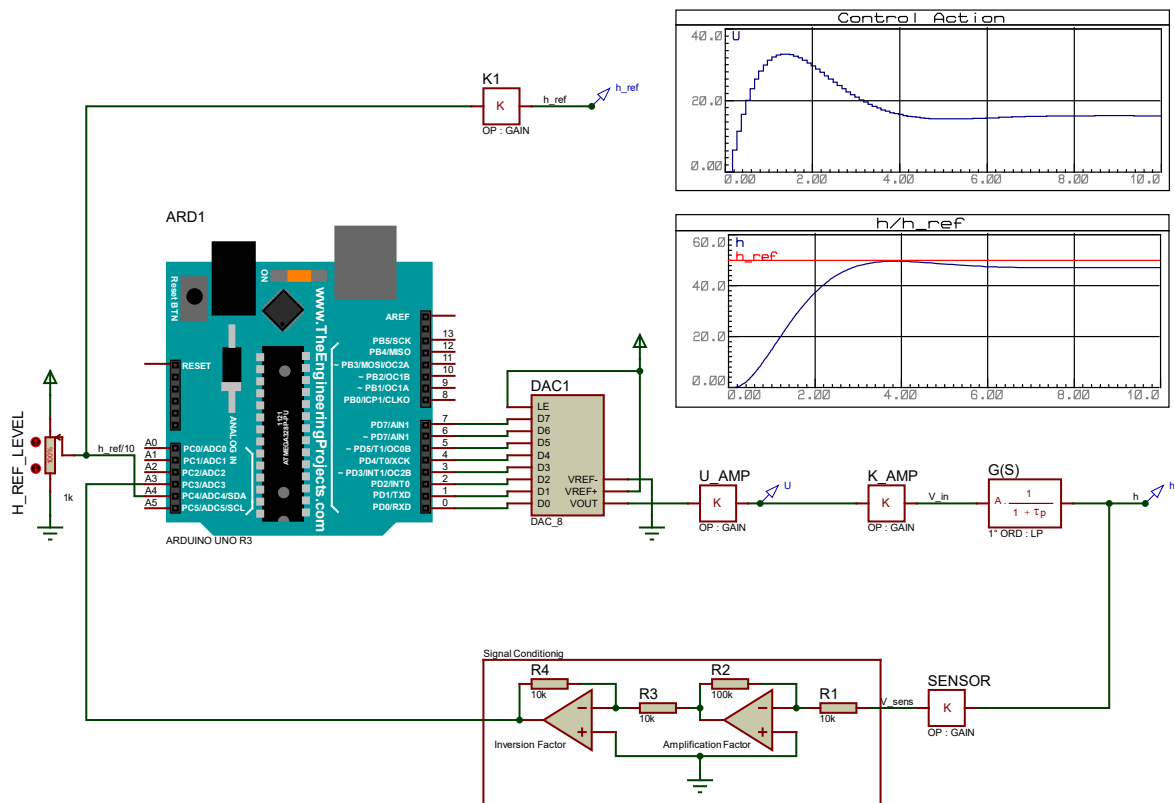 Control Action
40.0
U
20.0
0.00
0.00
2.00
4.00
6.00
8.00
10.0
h/h_ref
60.0
h
h_ref
40.0
20.0
0.00
0.00
2.00
4.00
6.00
8.00
10.0
K1
K
OP : GAIN
h_ref
h_ref
ARD1
Reset BTN
ON
www.TheEngineeringProjects.com
RESET
ANALOG IN
1121
ATMEGA328P-PU
AREF
PB5/SCK 13
PB4/MISO 12
~ PB3/MOSI/OC2A 11
~ PB2/OC1B 10
~ PB1/OC1A 9
PB0/ICP1/CLKO 8
PD7/AIN1 7
~ PD7/AIN1 6
~ PD5/T1/OC0B 5
PD4/T0/XCK 4
~ PD3/INT1/OC2B 3
PD2/INT0 2
PD1/TXD 1
PD0/RXD 0
A0 PC0/ADC0
A1 PC1/ADC1
A2 PC2/ADC2
A3 PC3/ADC3
A4 PC4/ADC4/SDA
A5 PC5/ADC5/SCL
ARDUINO UNO R3
H_REF_LEVEL
100%
1k
h_ref/10
DAC1
LE
D7
D6
D5
D4
D3
D2
D1
D0
VREF-
VREF+
VOUT
DAC_8
U_AMP
K
OP : GAIN
U
K_AMP
K
OP : GAIN
V_in
G(S)
A. 1
1 + τp
1° ORD : LP
h
h
Signal Conditionig
R4
10k
R3
10k
R2
100k
R1
10k
Inversion Factor
Amplification Factor
V_sens
SENSOR
K
OP : GAIN